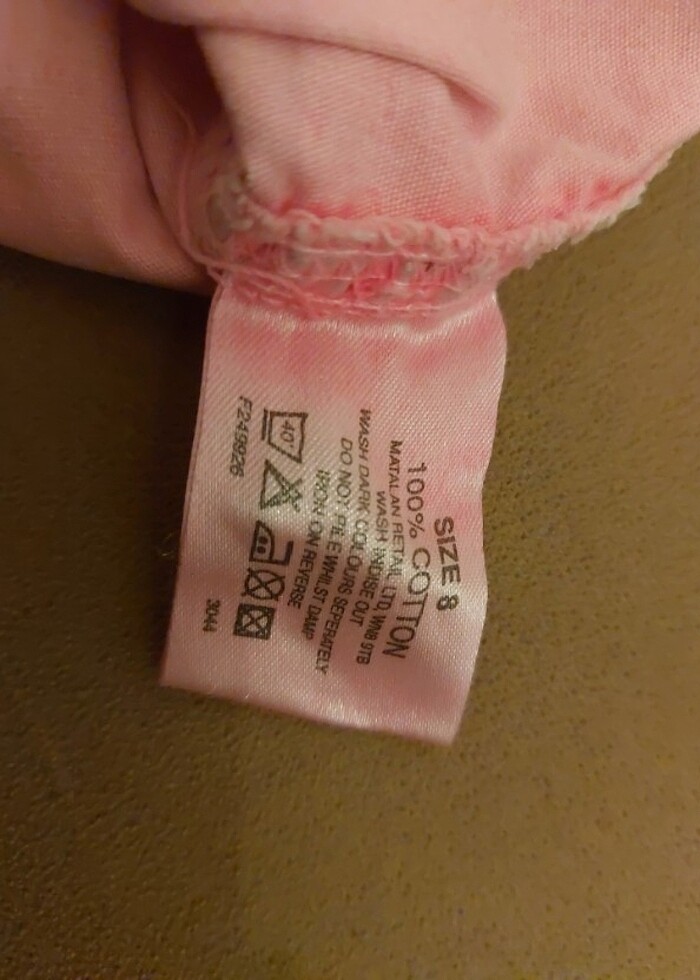 SIZE 8
100% COTTON
MATALAN RETAIL LTD, WN8 9TB
WASH INDISE OUT
WASH DARK COLOURS SEPERATELY
DO NOT PILE WHILST DAMP
IRON ON REVERSE
40°
F249926
3044